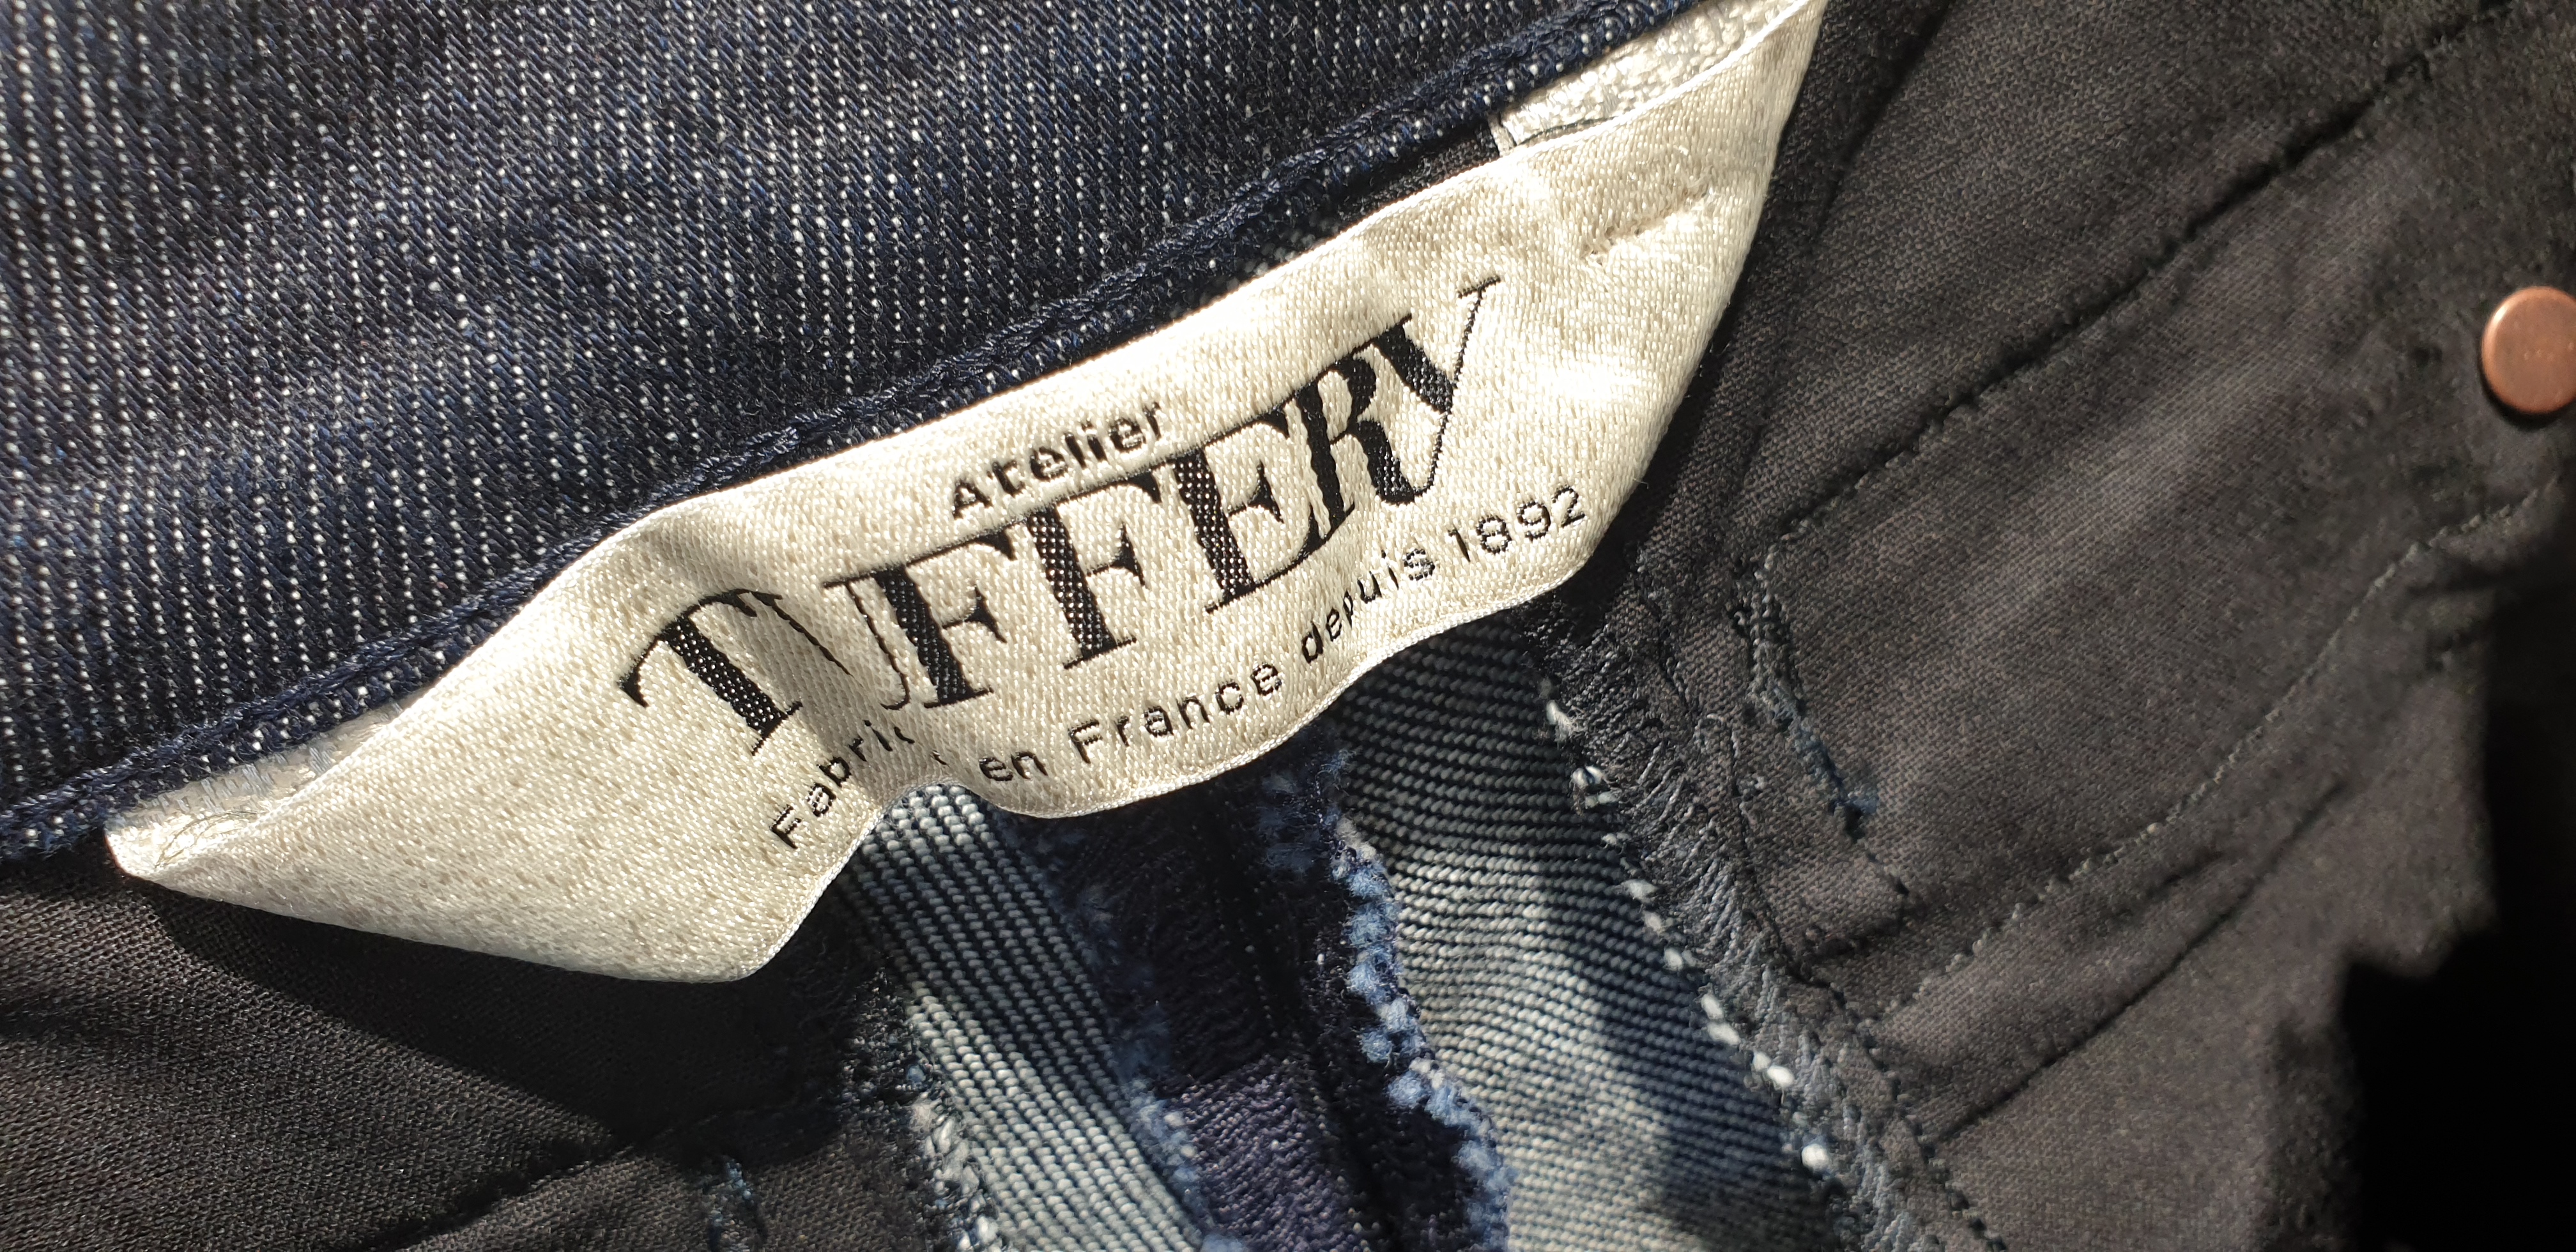 Atelier
TUFFERY
en France depuis 1892